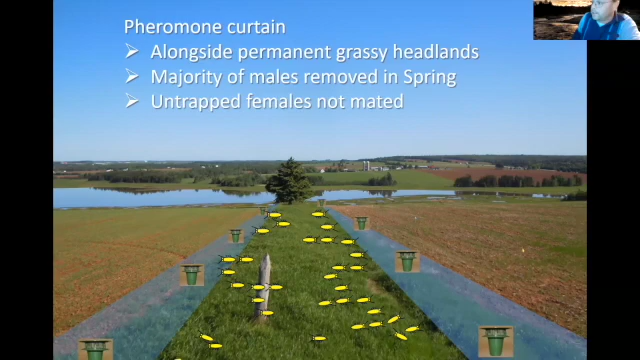 Pheromone curtain
➢ Alongside permanent grassy headlands
➢ Majority of males removed in Spring
➢ Untrapped females not mated